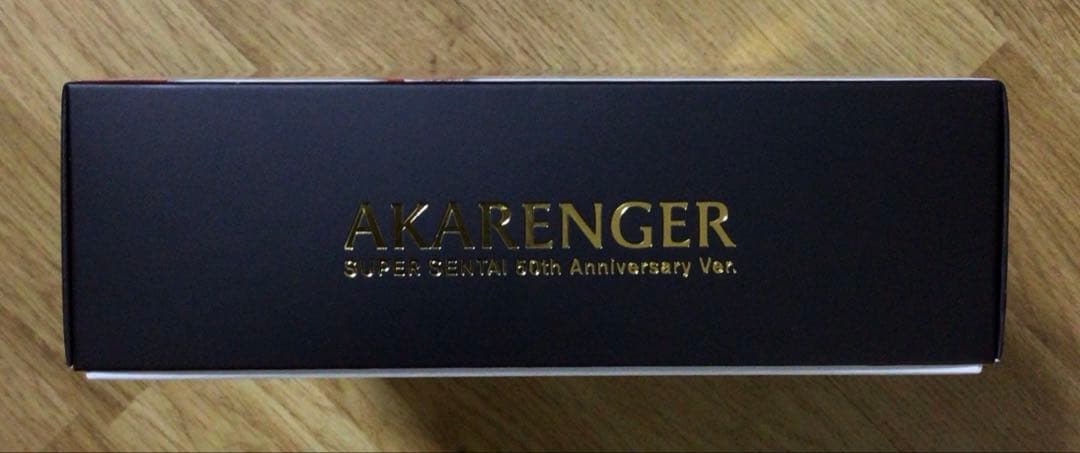 AKARENGER
SUPER SENTAI 50th Anniversary Ver.